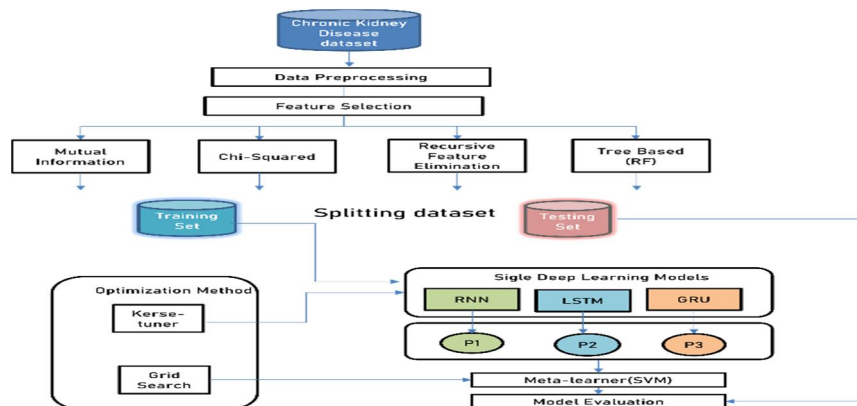 Chronic Kidney
Disease
dataset
Data Preprocessing
Feature Selection
Mutual
Information
Chi-Squared
Recursive
Feature
Elimination
Tree Based
(RF)
Training
Set
Splitting dataset
Testing
Set
Optimization Method
Kerse-
tuner
Grid
Search
Sigle Deep Learning Models
RNN
LSTM
GRU
P1
P2
P3
Meta-learner(SVM)
Model Evaluation